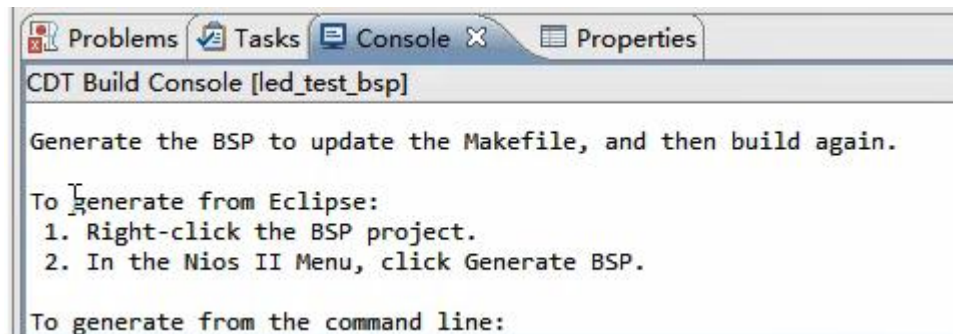 Problems Tasks Console Properties
CDT Build Console [led_test_bsp]
Generate the BSP to update the Makefile, and then build again.
To generate from Eclipse:
1. Right-click the BSP project.
2. In the Nios II Menu, click Generate BSP.
To generate from the command line: